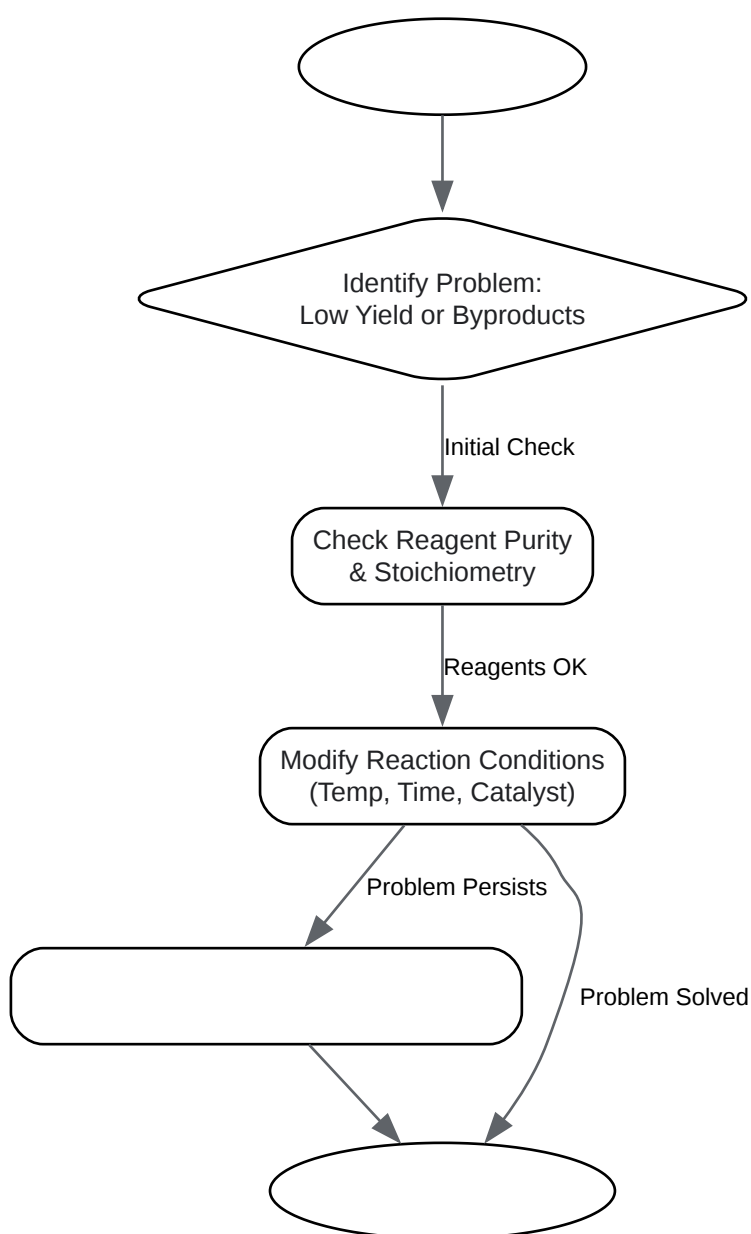 Identify Problem:
Low Yield or Byproducts
Initial Check
Check Reagent Purity
& Stoichiometry
Reagents OK
Modify Reaction Conditions
(Temp, Time, Catalyst)
Problem Persists
Problem Solved